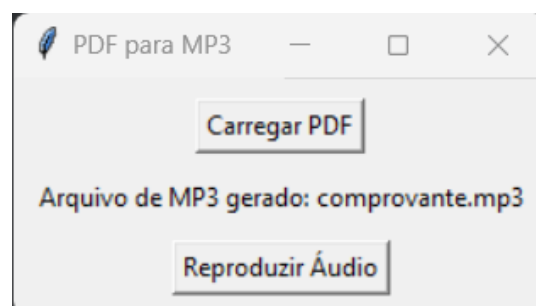 PDF para MP3
Carregar PDF
Arquivo de MP3 gerado: comprovante.mp3
Reproduzir Áudio